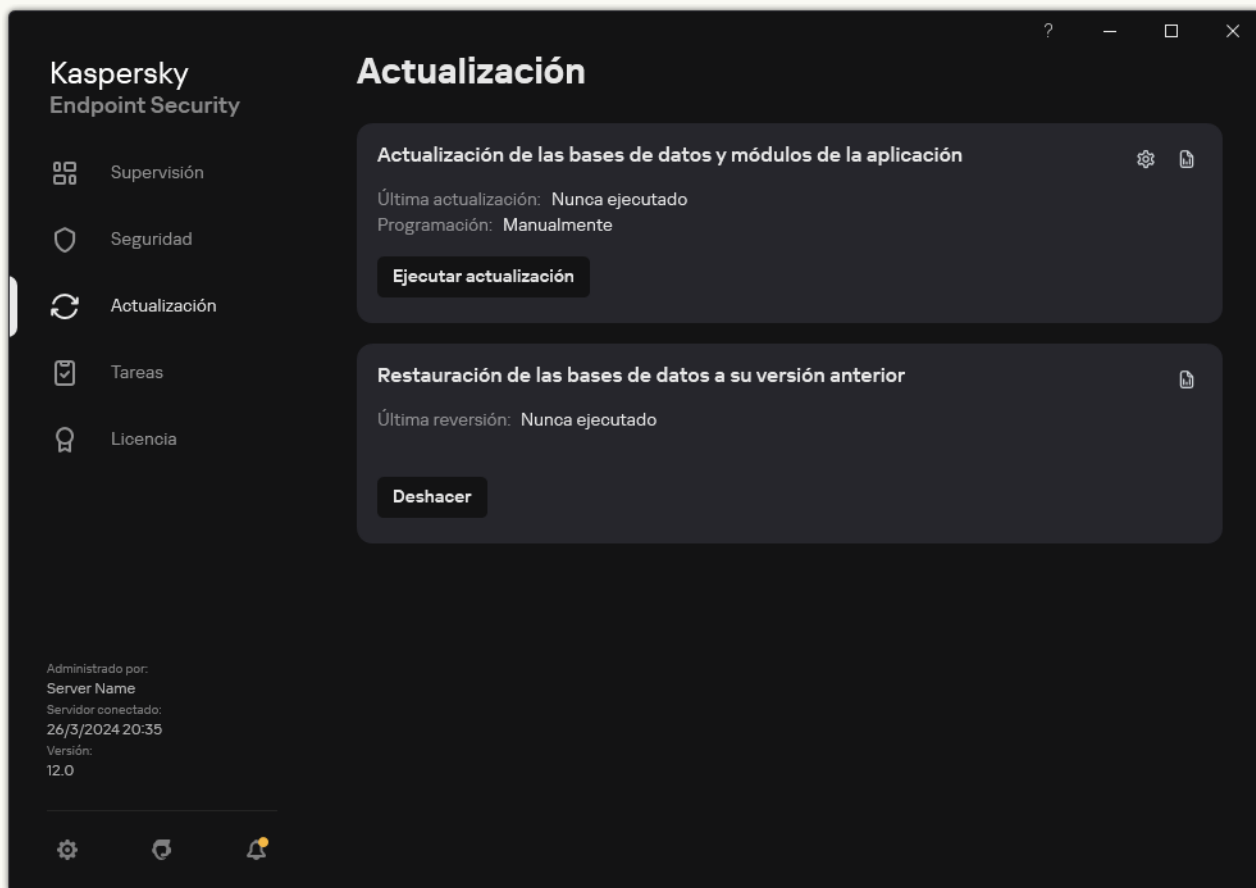 ?
Kaspersky
Endpoint Security
Supervisión
Seguridad
Actualización
Tareas
Licencia
Administrado por:
Server Name
Servidor conectado:
26/3/2024 20:35
Versión:
12.0
Actualización
Actualización de las bases de datos y módulos de la aplicación
Última actualización: Nunca ejecutado
Programación: Manualmente
Ejecutar actualización
Restauración de las bases de datos a su versión anterior
Última reversión: Nunca ejecutado
Deshacer